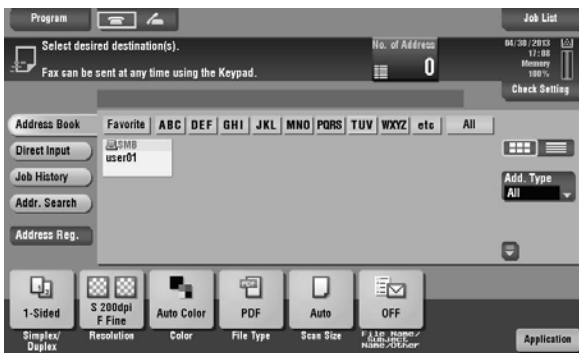 Program
Job List
Select desired destination(s).
Fax can be sent at any time using the Keypad.
No. of Address
0
04/30/2013
17:08
Memory
100%
Check Setting
Address Book
Favorite
ABC
DEF
GHI
JKL
MNO
PQRS
TUV
WXYZ
etc
All
Direct Input
Job History
Addr. Search
Address Reg.
SMB
user01
Add. Type
All
1-Sided
Simplex/
Duplex
S 200dpi
F Fine
Resolution
Auto Color
Color
PDF
PDF
File Type
Auto
Scan Size
OFF
File Name/
Subject
Name/Other
Application